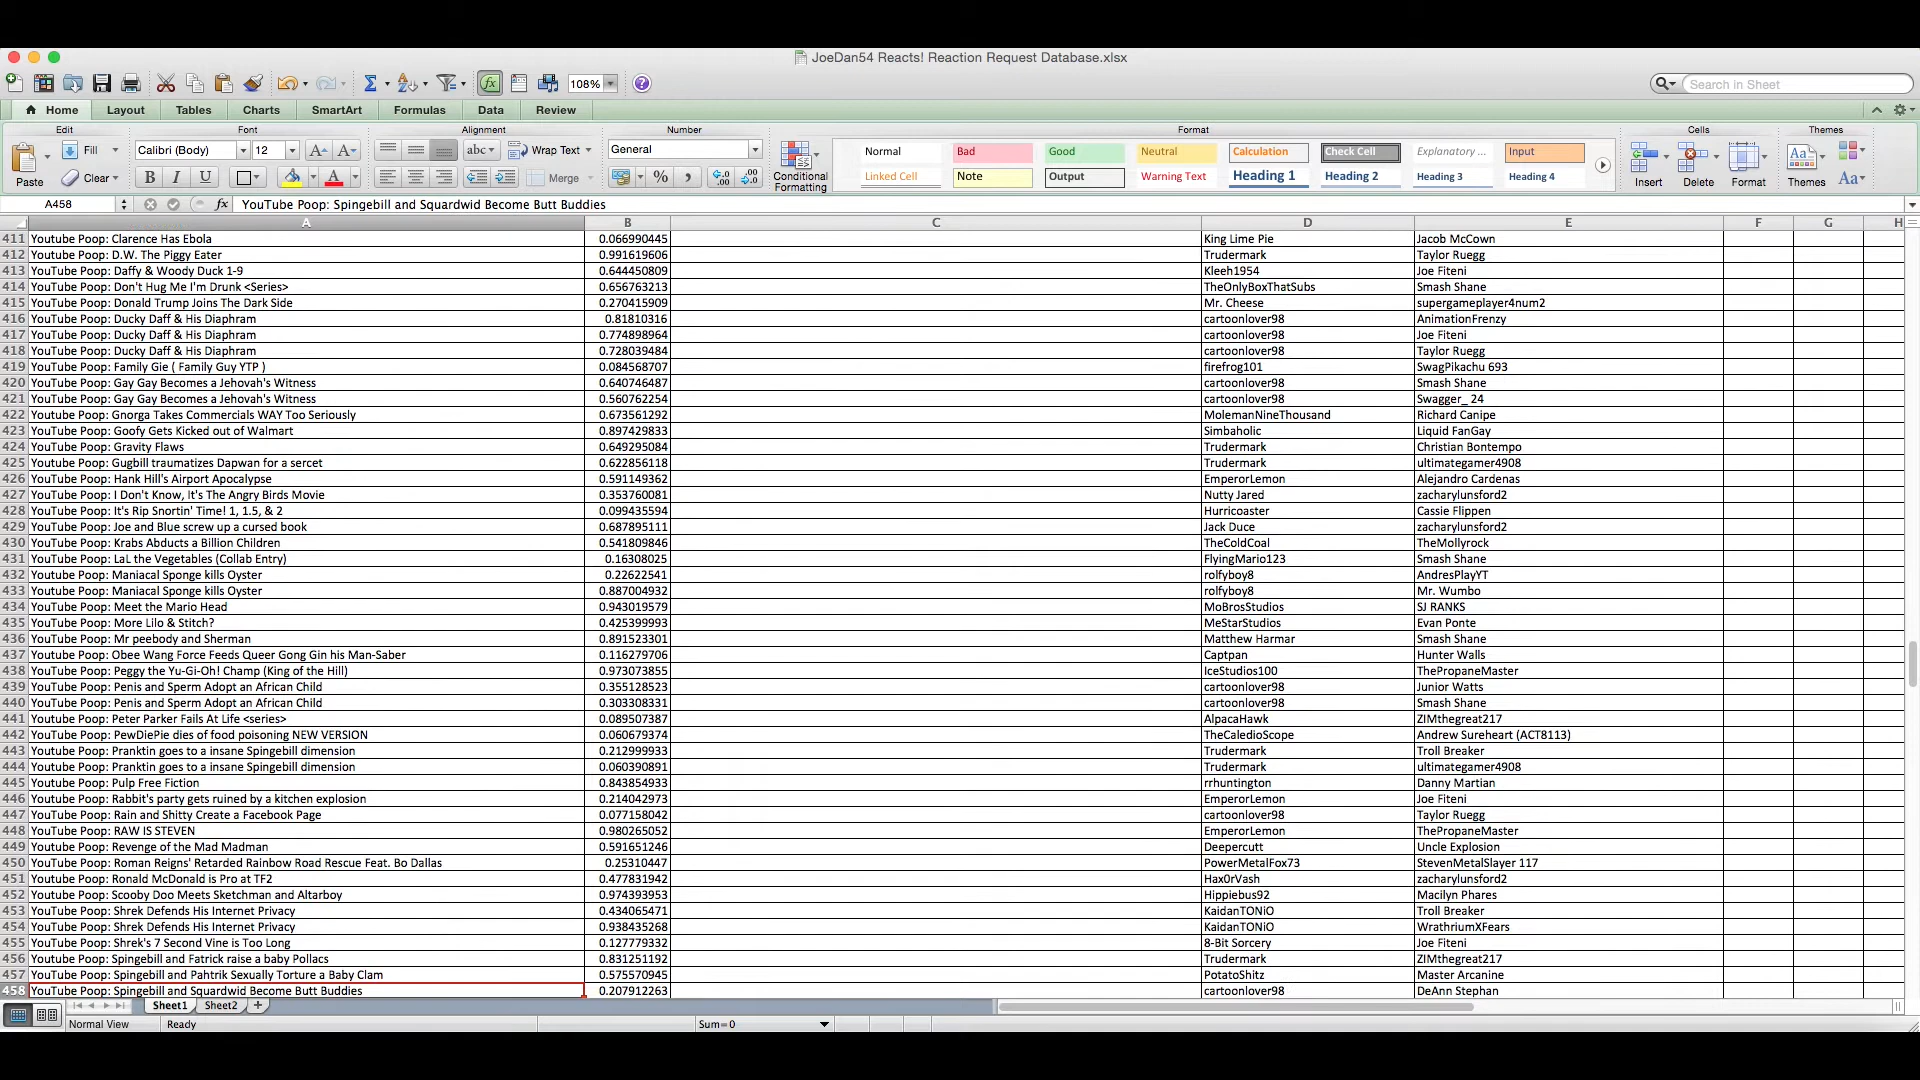 JoeDan54 Reacts! Reaction Request Database.xlsx
108%
Search in Sheet
Home Layout Tables Charts SmartArt Formulas Data Review
Edit Font Alignment Number Format Cells Themes
Fill Calibri (Body) 12 abc Wrap Text General Normal Bad Good Neutral Calculation Check Cell Explanatory ... Input
Paste Clear B I U A Merge % Conditional Formatting Linked Cell Note Output Warning Text Heading 1 Heading 2 Heading 3 Heading 4 Insert Delete Format Themes Aa
A458 fx YouTube Poop: Spingebill and Squardwid Become Butt Buddies
A B C D E F G H
411 Youtube Poop: Clarence Has Ebola 0.066990445 King Lime Pie Jacob McCown
412 Youtube Poop: D.W. The Piggy Eater 0.991619606 Trudermark Taylor Ruegg
413 Youtube Poop: Daffy & Woody Duck 1-9 0.644450809 Kleeh1954 Joe Fiteni
414 YouTube Poop: Don't Hug Me I'm Drunk <Series> 0.656763213 TheOnlyBoxThatSubs Smash Shane
415 YouTube Poop: Donald Trump Joins The Dark Side 0.270415909 Mr. Cheese supergameplayer4num2
416 YouTube Poop: Ducky Daff & His Diaphram 0.81810316 cartoonlover98 AnimationFrenzy
417 YouTube Poop: Ducky Daff & His Diaphram 0.774898964 cartoonlover98 Joe Fiteni
418 YouTube Poop: Ducky Daff & His Diaphram 0.728039484 cartoonlover98 Taylor Ruegg
419 YouTube Poop: Family Gie ( Family Guy YTP ) 0.084568707 firefrog101 SwagPikachu 693
420 YouTube Poop: Gay Gay Becomes a Jehovah's Witness 0.640746487 cartoonlover98 Smash Shane
421 YouTube Poop: Gay Gay Becomes a Jehovah's Witness 0.560762254 cartoonlover98 Swagger_ 24
422 YouTube Poop: Gnorga Takes Commercials WAY Too Seriously 0.673561292 MolemanNineThousand Richard Canipe
423 YouTube Poop: Goofy Gets Kicked out of Walmart 0.897429833 Simbaholic Liquid FanGay
424 YouTube Poop: Gravity Flaws 0.649295084 Trudermark Christian Bontempo
425 Youtube Poop: Gugbill traumatizes Dapwan for a sercet 0.622856118 Trudermark ultimategamer4908
426 YouTube Poop: Hank Hill's Airport Apocalypse 0.591149362 EmperorLemon Alejandro Cardenas
427 YouTube Poop: I Don't Know, It's The Angry Birds Movie 0.353760081 Nutty Jared zacharylunsford2
428 YouTube Poop: It's Rip Snortin' Time! 1, 1.5, & 2 0.099435594 Hurricoaster Cassie Flippen
429 YouTube Poop: Joe and Blue screw up a cursed book 0.687895111 Jack Duce zacharylunsford2
430 YouTube Poop: Krabs Abducts a Billion Children 0.541809846 TheColdCoal TheMollyrock
431 YouTube Poop: LaL the Vegetables (Collab Entry) 0.16308025 FlyingMario123 Smash Shane
432 Youtube Poop: Maniacal Sponge kills Oyster 0.22622541 rolfyboy8 AndresPlayYT
433 Youtube Poop: Maniacal Sponge kills Oyster 0.887004932 rolfyboy8 Mr. Wumbo
434 YouTube Poop: Meet the Mario Head 0.943019579 MoBrosStudios SJ RANKS
435 YouTube Poop: More Lilo & Stitch? 0.425399993 MeStarStudios Evan Ponte
436 YouTube Poop: Mr peebody and Sherman 0.891523301 Matthew Harmar Smash Shane
437 YouTube Poop: Obee Wang Force Feeds Queer Gong Gin his Man-Saber 0.116279706 Captpan Hunter Walls
438 YouTube Poop: Peggy the Yu-Gi-Oh! Champ (King of the Hill) 0.973073855 IceStudios100 ThePropaneMaster
439 YouTube Poop: Penis and Sperm Adopt an African Child 0.355128523 cartoonlover98 Junior Watts
440 YouTube Poop: Penis and Sperm Adopt an African Child 0.303308331 cartoonlover98 Smash Shane
441 YouTube Poop: Peter Parker Fails At Life <series> 0.089507387 AlpacaHawk ZIMthegreat217
442 YouTube Poop: PewDiePie dies of food poisoning NEW VERSION 0.060679374 TheCaledioScope Andrew Sureheart (ACT8113)
443 YouTube Poop: Pranktin goes to a insane Spingebill dimension 0.212999933 Trudermark Troll Breaker
444 YouTube Poop: Pranktin goes to a insane Spingebill dimension 0.060390891 Trudermark ultimategamer4908
445 YouTube Poop: Pulp Free Fiction 0.843854933 rrhuntington Danny Martian
446 Youtube Poop: Rabbit's party gets ruined by a kitchen explosion 0.214042973 EmperorLemon Joe Fiteni
447 YouTube Poop: Rain and Shitty Create a Facebook Page 0.077158042 cartoonlover98 Taylor Ruegg
448 YouTube Poop: RAW IS STEVEN 0.980265052 EmperorLemon ThePropaneMaster
449 YouTube Poop: Revenge of the Mad Madman 0.591651246 Deepercutt Uncle Explosion
450 YouTube Poop: Roman Reigns' Retarded Rainbow Road Rescue Feat. Bo Dallas 0.25310447 PowerMetalFox73 StevenMetalSlayer 117
451 YouTube Poop: Ronald McDonald is Pro at TF2 0.477831942 Hax0rVash zacharylunsford2
452 YouTube Poop: Scooby Doo Meets Sketchman and Altarboy 0.974393953 Hippiebus92 Macilyn Phares
453 YouTube Poop: Shrek Defends His Internet Privacy 0.434065471 KaidanTONiO Troll Breaker
454 YouTube Poop: Shrek Defends His Internet Privacy 0.938435268 KaidanTONiO WrathriumXFears
455 YouTube Poop: Shrek's 7 Second Vine is Too Long 0.127779332 8-Bit Sorcery Joe Fiteni
456 YouTube Poop: Spingebill and Fatrick raise a baby Pollacs 0.831251192 Trudermark ZIMthegreat217
457 YouTube Poop: Spingebill and Pahtrik Sexually Torture a Baby Clam 0.575570945 PotatoShitz Master Arcanine
458 YouTube Poop: Spingebill and Squardwid Become Butt Buddies 0.207912263 cartoonlover98 DeAnn Stephan
Sheet1 Sheet2 +
Normal View Ready Sum=0